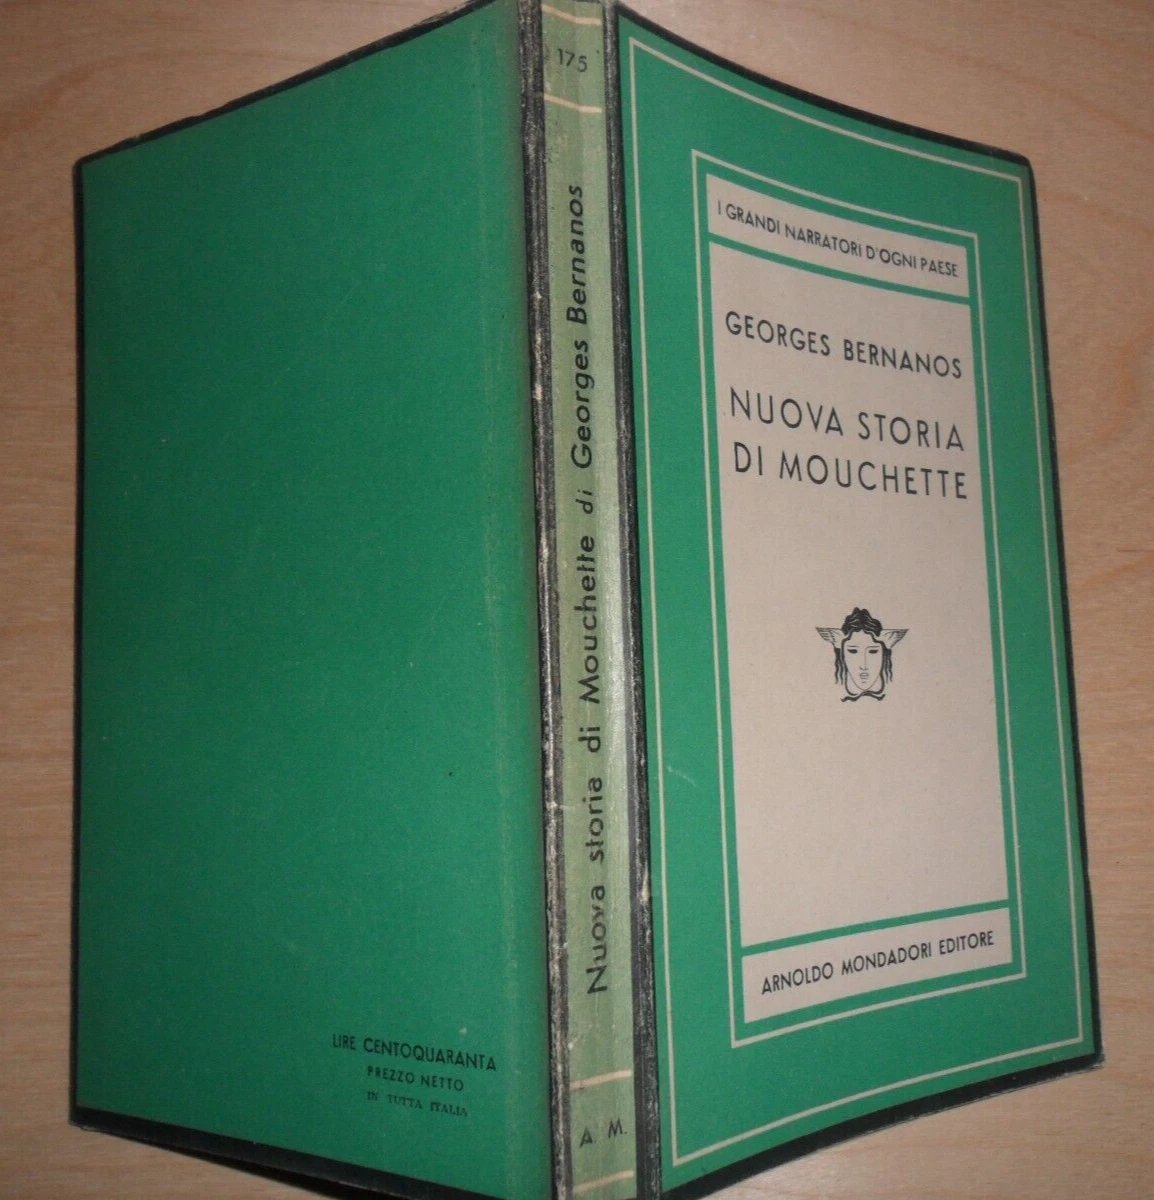 LIRE CENTOQUARANTA
PREZZO NETTO
IN TUTTA ITALIA
175
Nuova storia di Mouchette di Georges Bernanos
A. M.
I GRANDI NARRATORI D'OGNI PAESE
GEORGES BERNANOS
NUOVA STORIA
DI MOUCHETTE
ARNOLDO MONDADORI EDITORE